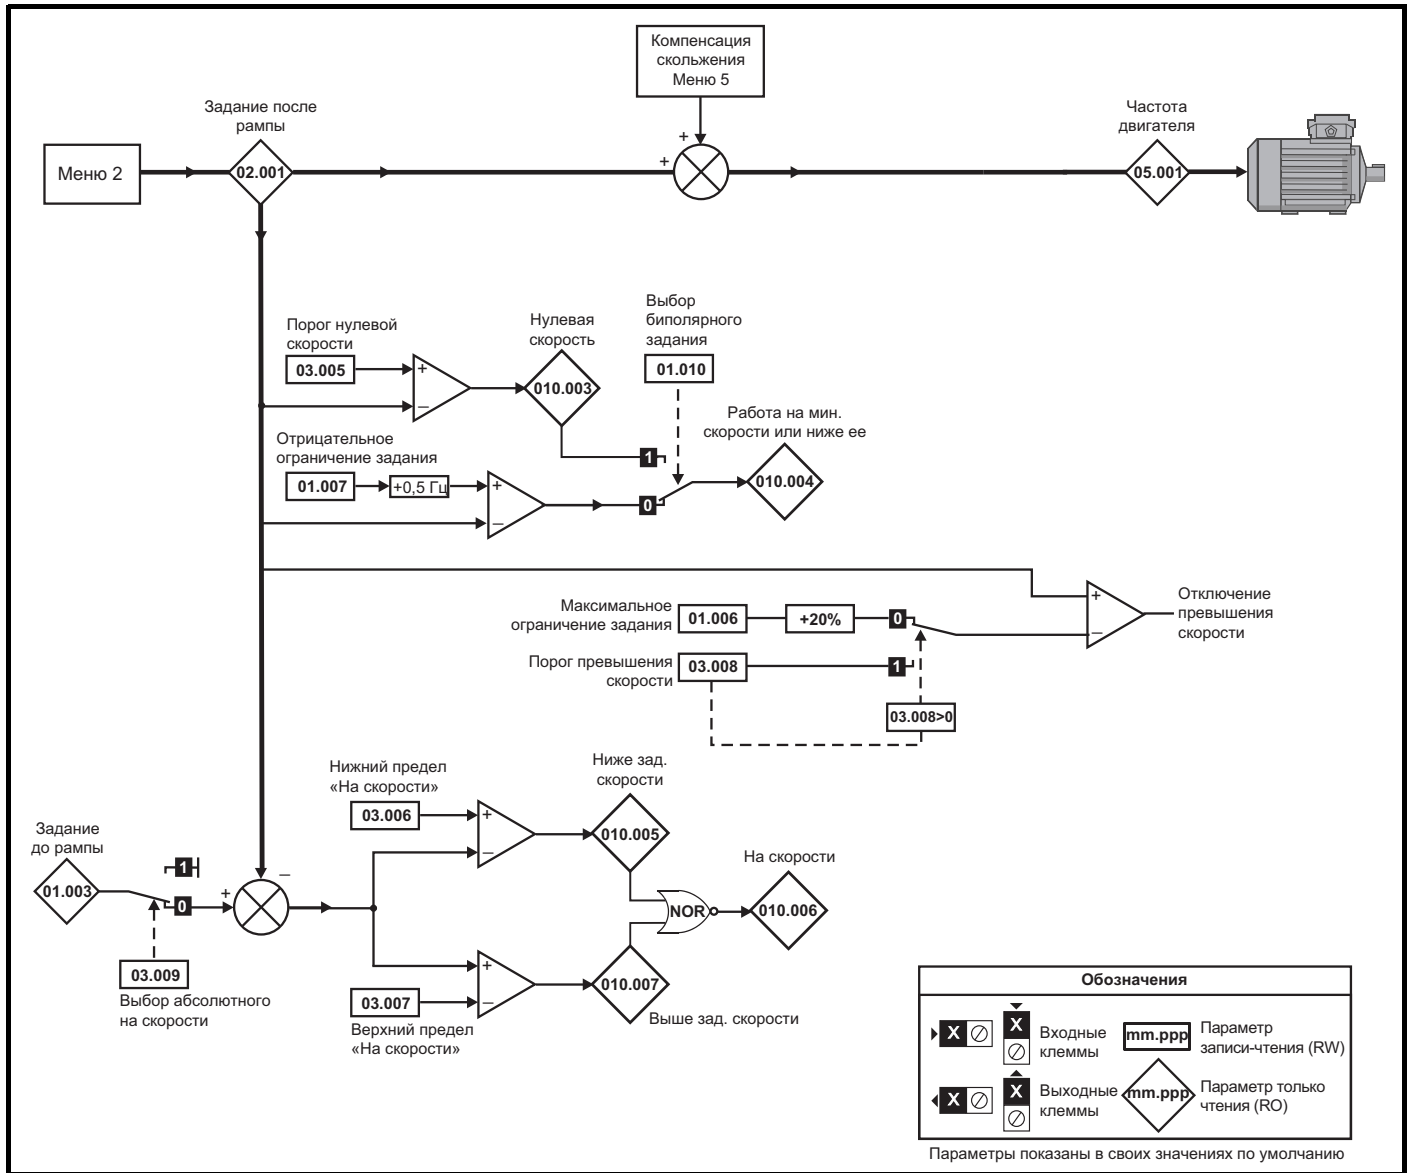 Компенсация
скольжения
Меню 5
Задание после
рампы
Частота
двигателя
Меню 2
02.001
+
+
05.001
Порог нулевой
скорости
03.005
+
–
Нулевая
скорость
010.003
Выбор
биполярного
задания
01.010
Работа на мин.
скорости или ниже ее
010.004
1
0
Отрицательное
ограничение задания
01.007
+0,5 Гц
+
–
Максимальное
ограничение задания
01.006
+20%
0
Порог превышения
скорости
03.008
1
03.008>0
+
–
Отключение
превышения
скорости
Нижний предел
«На скорости»
03.006
+
–
Ниже зад.
скорости
010.005
Задание
до рампы
01.003
1
0
+
–
03.009
Выбор абсолютного
на скорости
NOR
На скорости
010.006
+
–
03.007
Верхний предел
«На скорости»
010.007
Выше зад. скорости
Обозначения
X
X
Входные
клеммы
mm.ppp
Параметр
записи-чтения (RW)
X
X
Выходные
клеммы
mm.ppp
Параметр только
чтения (RO)
Параметры показаны в своих значениях по умолчанию